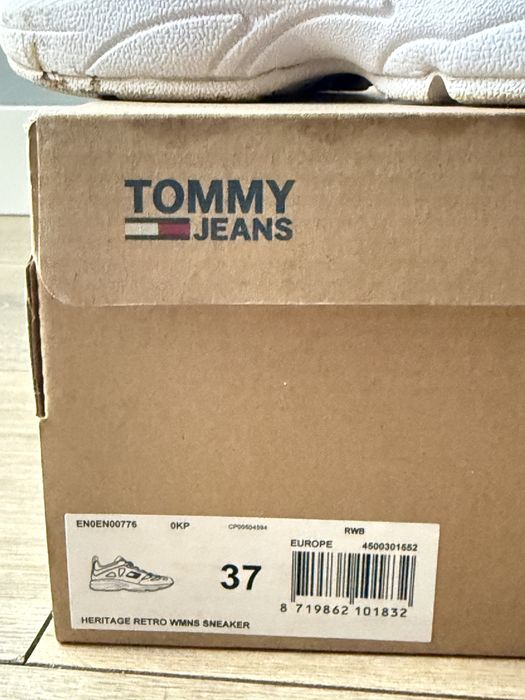 TOMMY
JEANS
EN0EN00776 0KP CP00504594 RWB
EUROPE 4500301552
37
8 719862 101832
HERITAGE RETRO WMNS SNEAKER